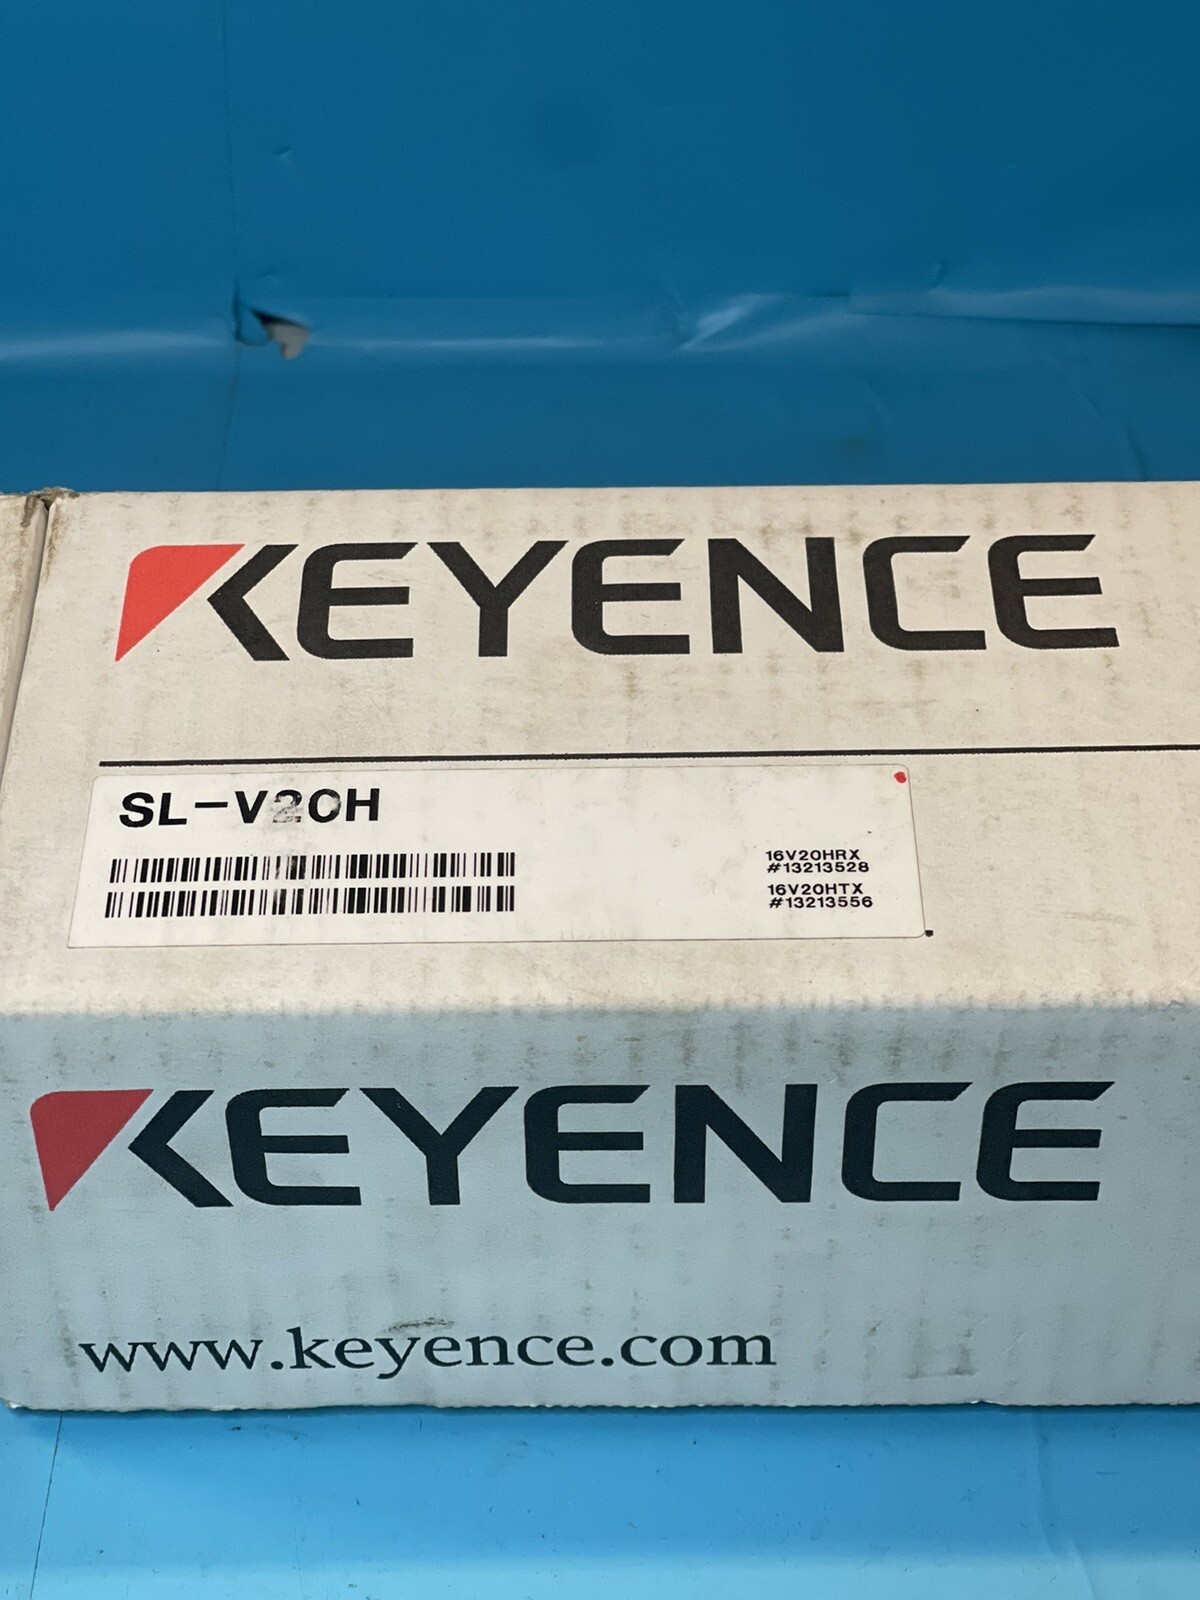 KEYENCE
SL-V20H
16V20HRX
#13213528
16V20HTX
#13213556
KEYENCE
www.keyence.com